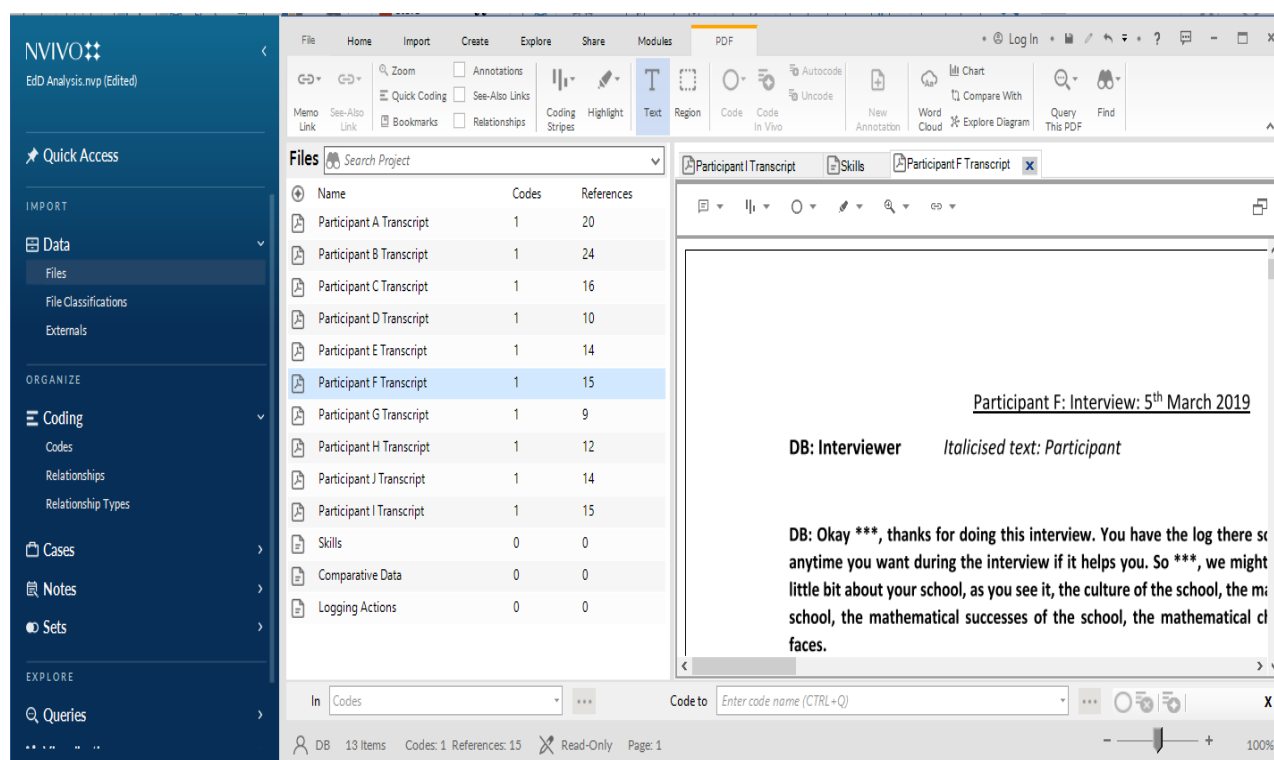 NVIVO
EdD Analysis.nvp (Edited)
Quick Access
IMPORT
Data
Files
File Classifications
Externals
ORGANIZE
Coding
Codes
Relationships
Relationship Types
Cases
Notes
Sets
EXPLORE
Queries
File Home Import Create Explore Share Modules PDF Log In ?
Memo Link
See-Also Link
Zoom
Quick Coding
Bookmarks
Annotations
See-Also Links
Relationships
Coding Stripes
Highlight
Text
Region
Code
Code In Vivo
Autocode
Uncode
New Annotation
Word Cloud
Chart
Compare With
Explore Diagram
Query This PDF
Find
Files Search Project
Name Codes References
Participant A Transcript 1 20
Participant B Transcript 1 24
Participant C Transcript 1 16
Participant D Transcript 1 10
Participant E Transcript 1 14
Participant F Transcript 1 15
Participant G Transcript 1 9
Participant H Transcript 1 12
Participant J Transcript 1 14
Participant I Transcript 1 15
Skills 0 0
Comparative Data 0 0
Logging Actions 0 0
Participant I Transcript Skills Participant F Transcript x
Participant F: Interview: 5th March 2019
DB: Interviewer Italicised text: Participant
DB: Okay ***, thanks for doing this interview. You have the log there
anytime you want during the interview if it helps you. So ***, we might
little bit about your school, as you see it, the culture of the school, the
school, the mathematical successes of the school, the mathematical
faces.
In Codes ... Code to Enter code name (CTRL+Q) ... X
DB 13 Items Codes: 1 References: 15 Read-Only Page: 1 - + 100%